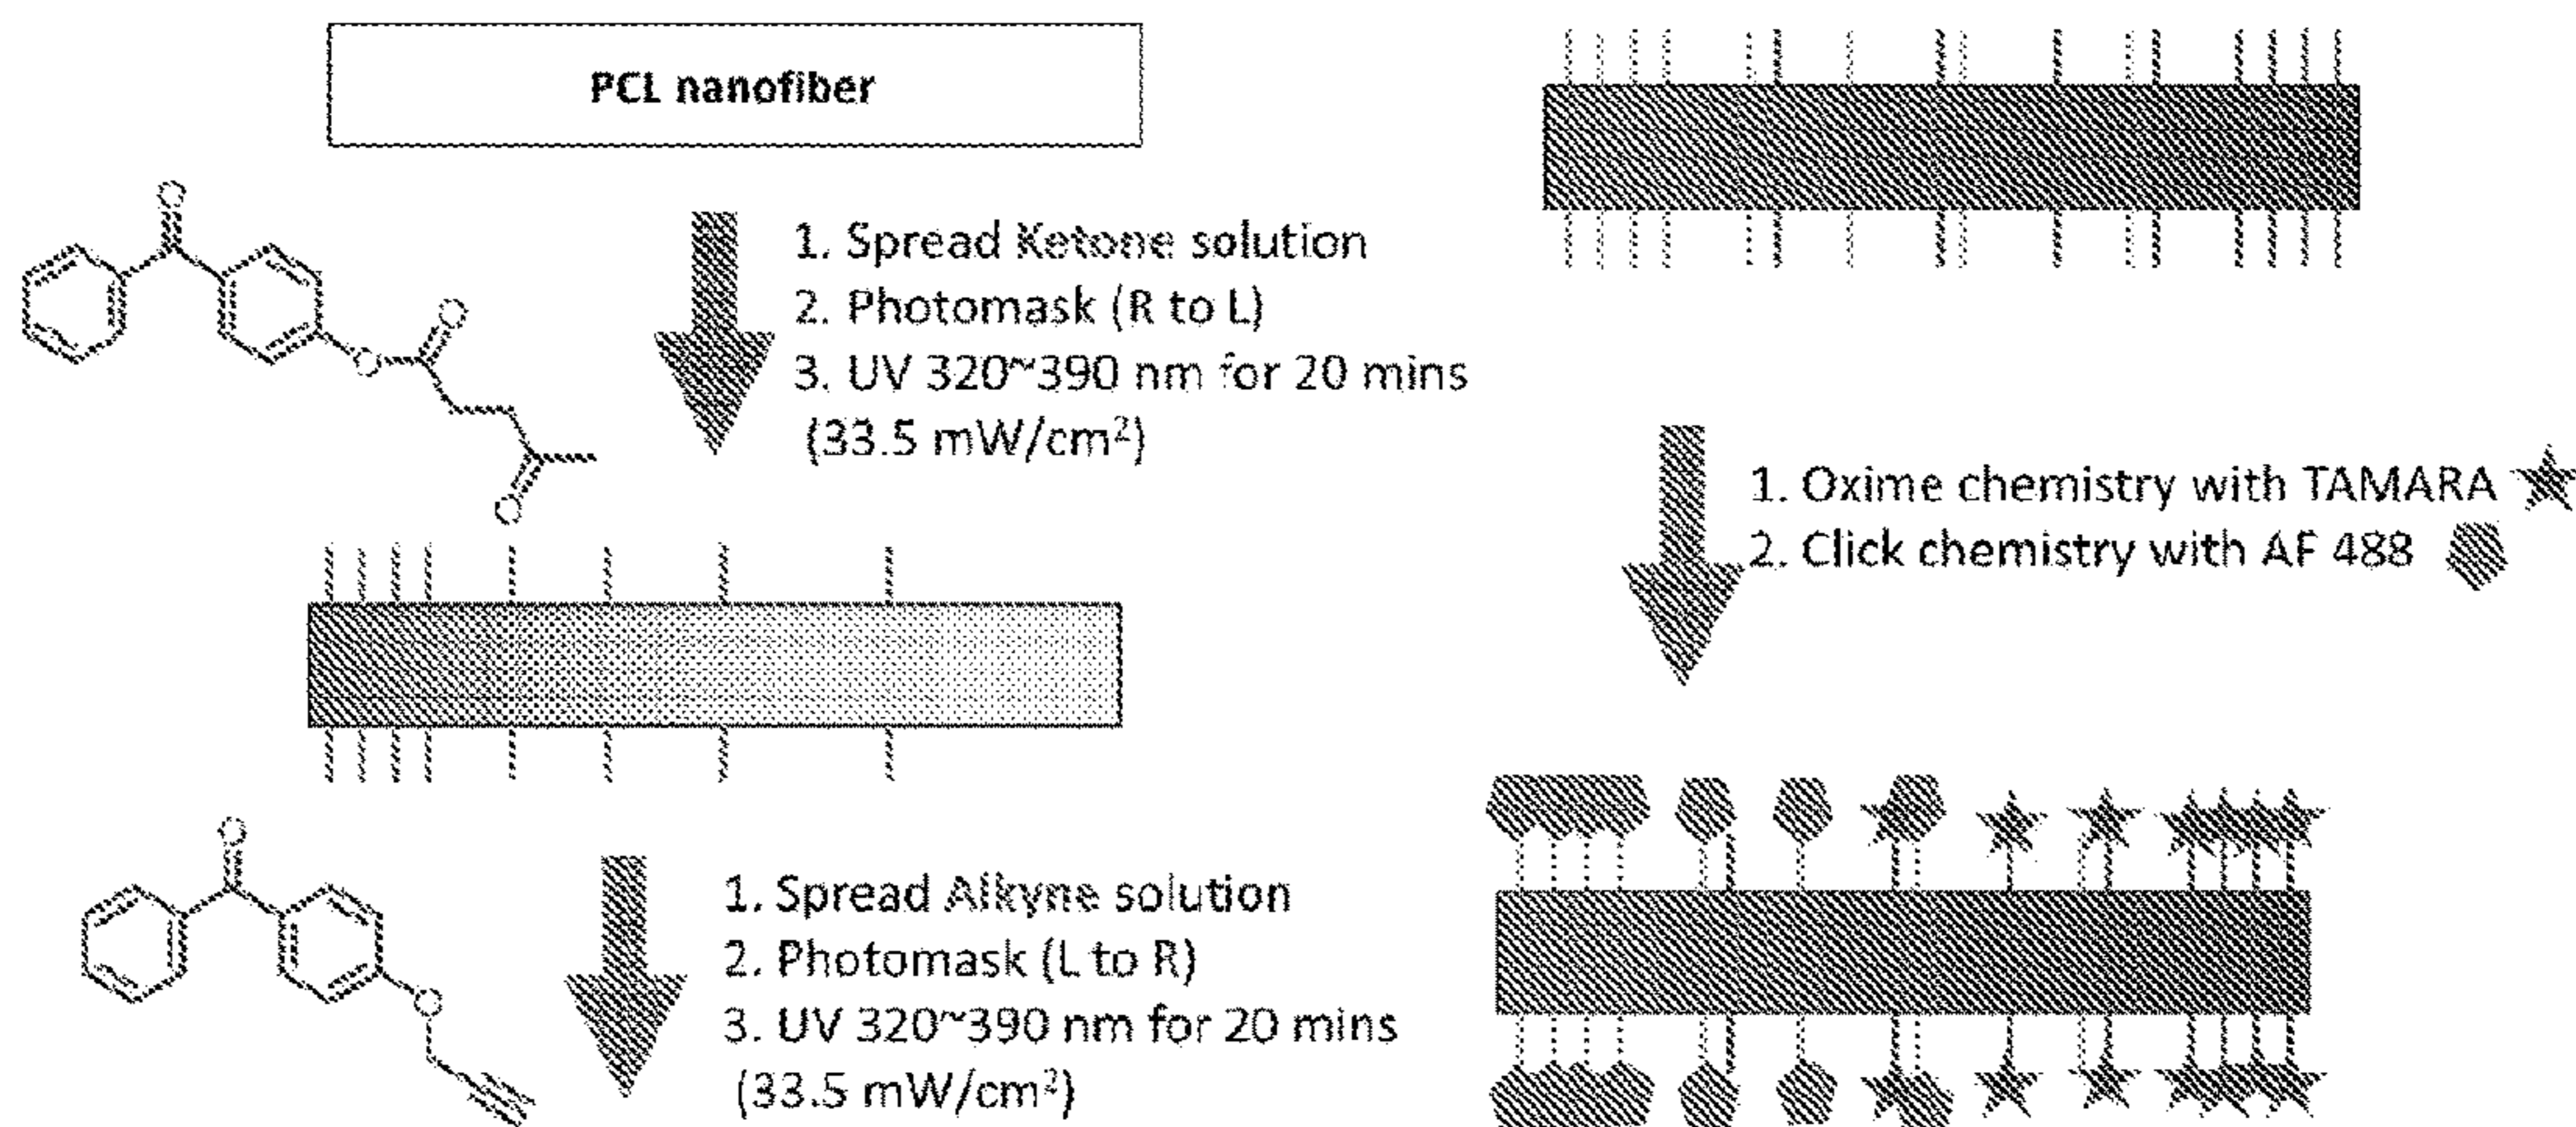 PCL nanofiber
1. Spread Ketone solution
2. Photomask (R to L)
3. UV 320~390 nm for 20 mins
(33.5 mW/cm²)
O
O
O
O
1. Spread Alkyne solution
2. Photomask (L to R)
3. UV 320~390 nm for 20 mins
(33.5 mW/cm²)
O
O
1. Oxime chemistry with TAMARA
2. Click chemistry with AF 488